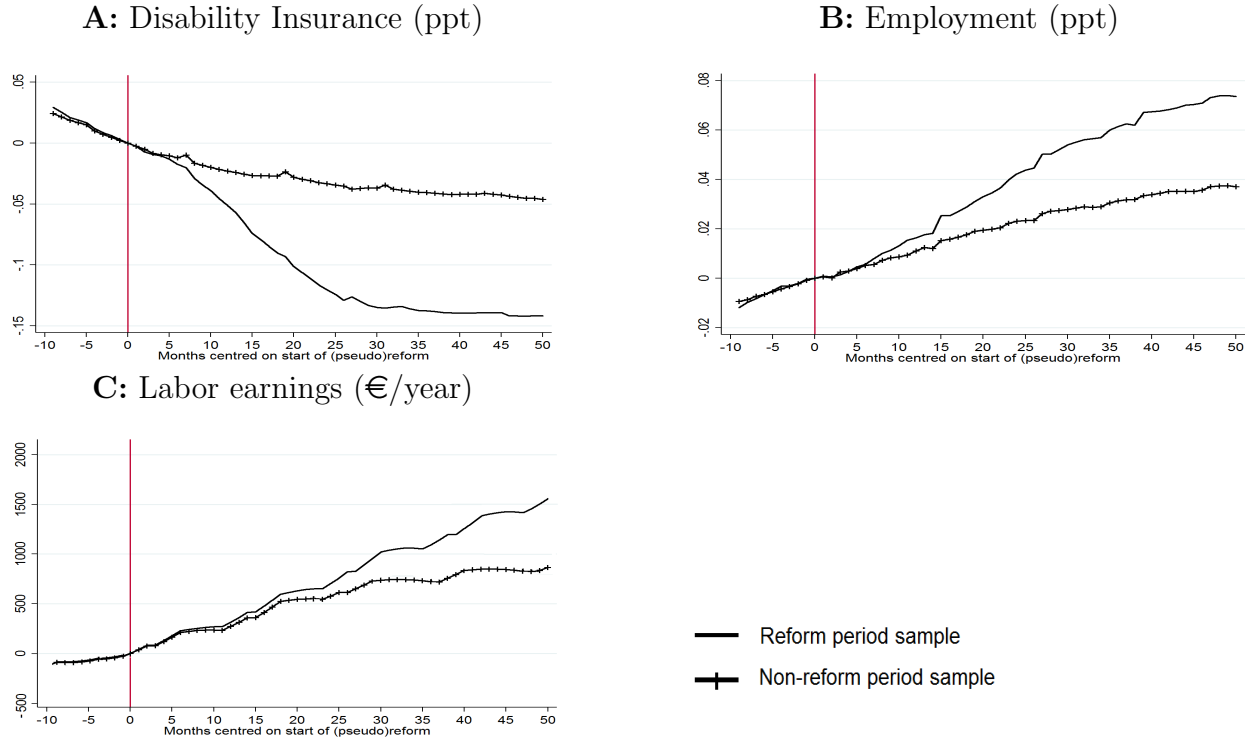 A: Disability Insurance (ppt)
.05
0
-.05
-.1
-.15
-10 -5 0 5 10 15 20 25 30 35 40 45 50
Months centred on start of (pseudo)reform
B: Employment (ppt)
.08
.06
.04
.02
0
-.02
-10 -5 0 5 10 15 20 25 30 35 40 45 50
Months centred on start of (pseudo)reform
C: Labor earnings (€/year)
2000
1500
1000
500
0
-500
-10 -5 0 5 10 15 20 25 30 35 40 45 50
Months centred on start of (pseudo)reform
Reform period sample
Non-reform period sample